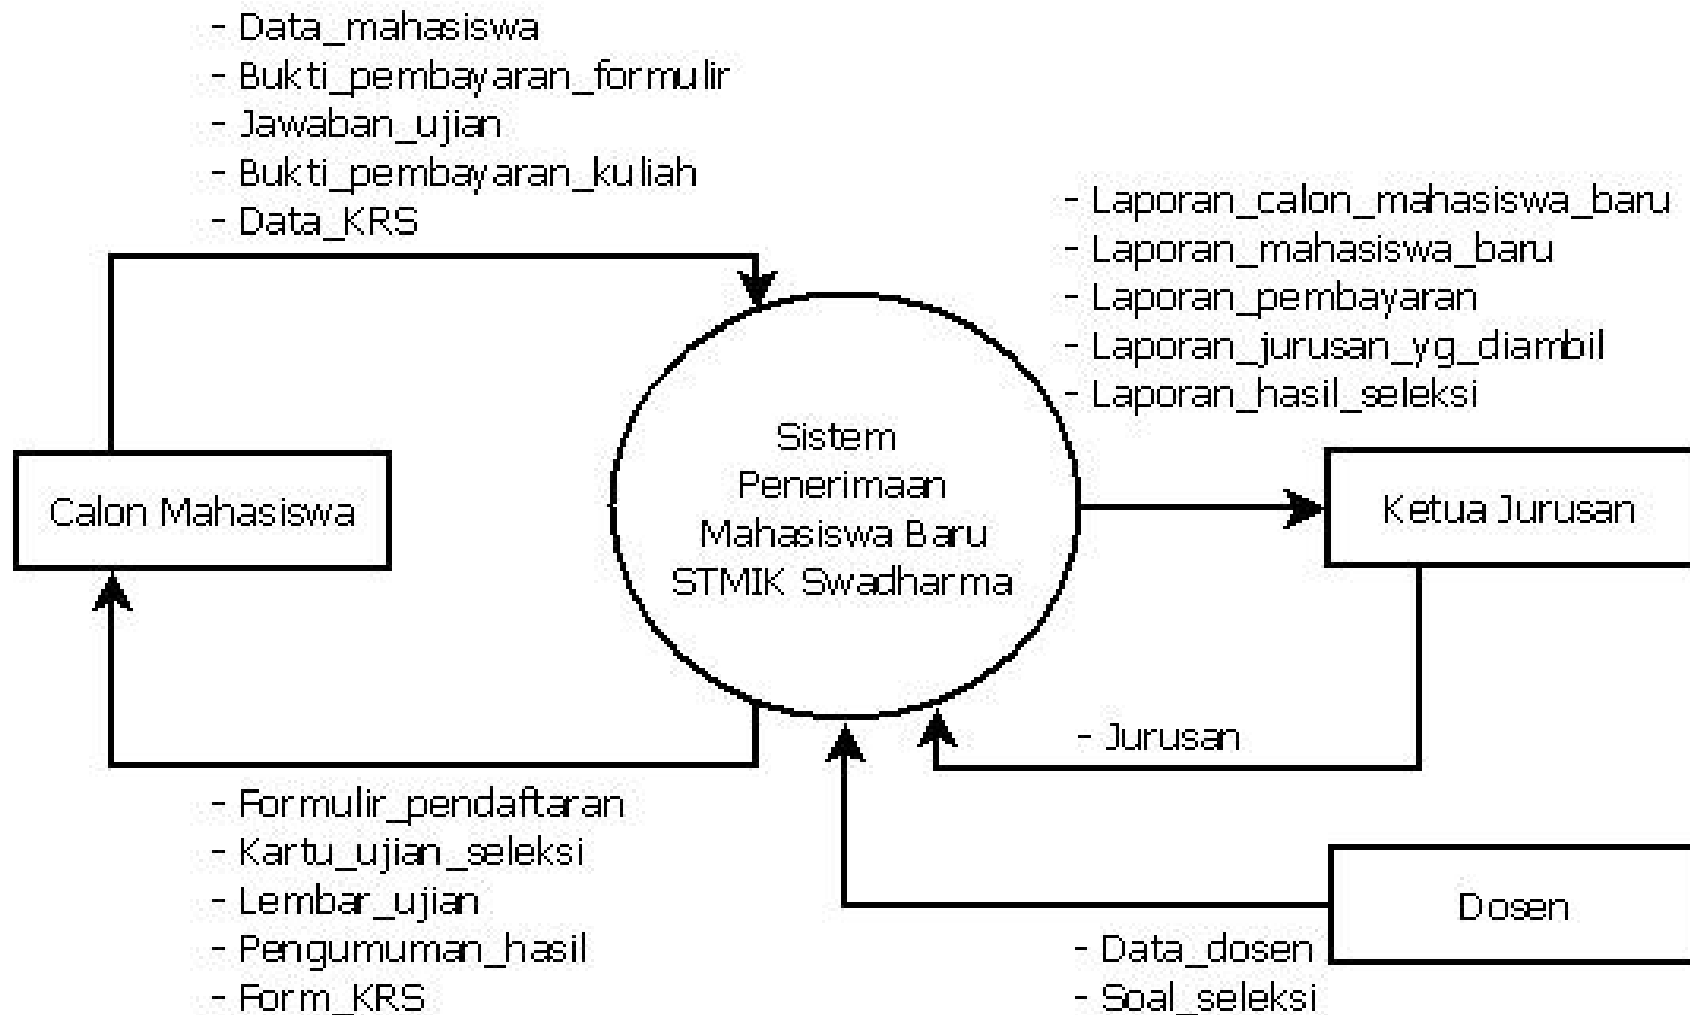 - Data_mahasiswa
- Bukti_pembayaran_formulir
- Jawaban_ujian
- Bukti_pembayaran_kuliah
- Data_KRS
- Laporan_calon_mahasiswa_baru
- Laporan_mahasiswa_baru
- Laporan_pembayaran
- Laporan_jurusan_yg_diambil
- Laporan_hasil_seleksi
Calon Mahasiswa
Sistem
Penerimaan
Mahasiswa Baru
STMIK Swadharma
Ketua Jurusan
- Jurusan
- Formulir_pendaftaran
- Kartu_ujian_seleksi
- Lembar_ujian
- Pengumuman_hasil
- Form_KRS
Dosen
- Data_dosen
- Soal_seleksi